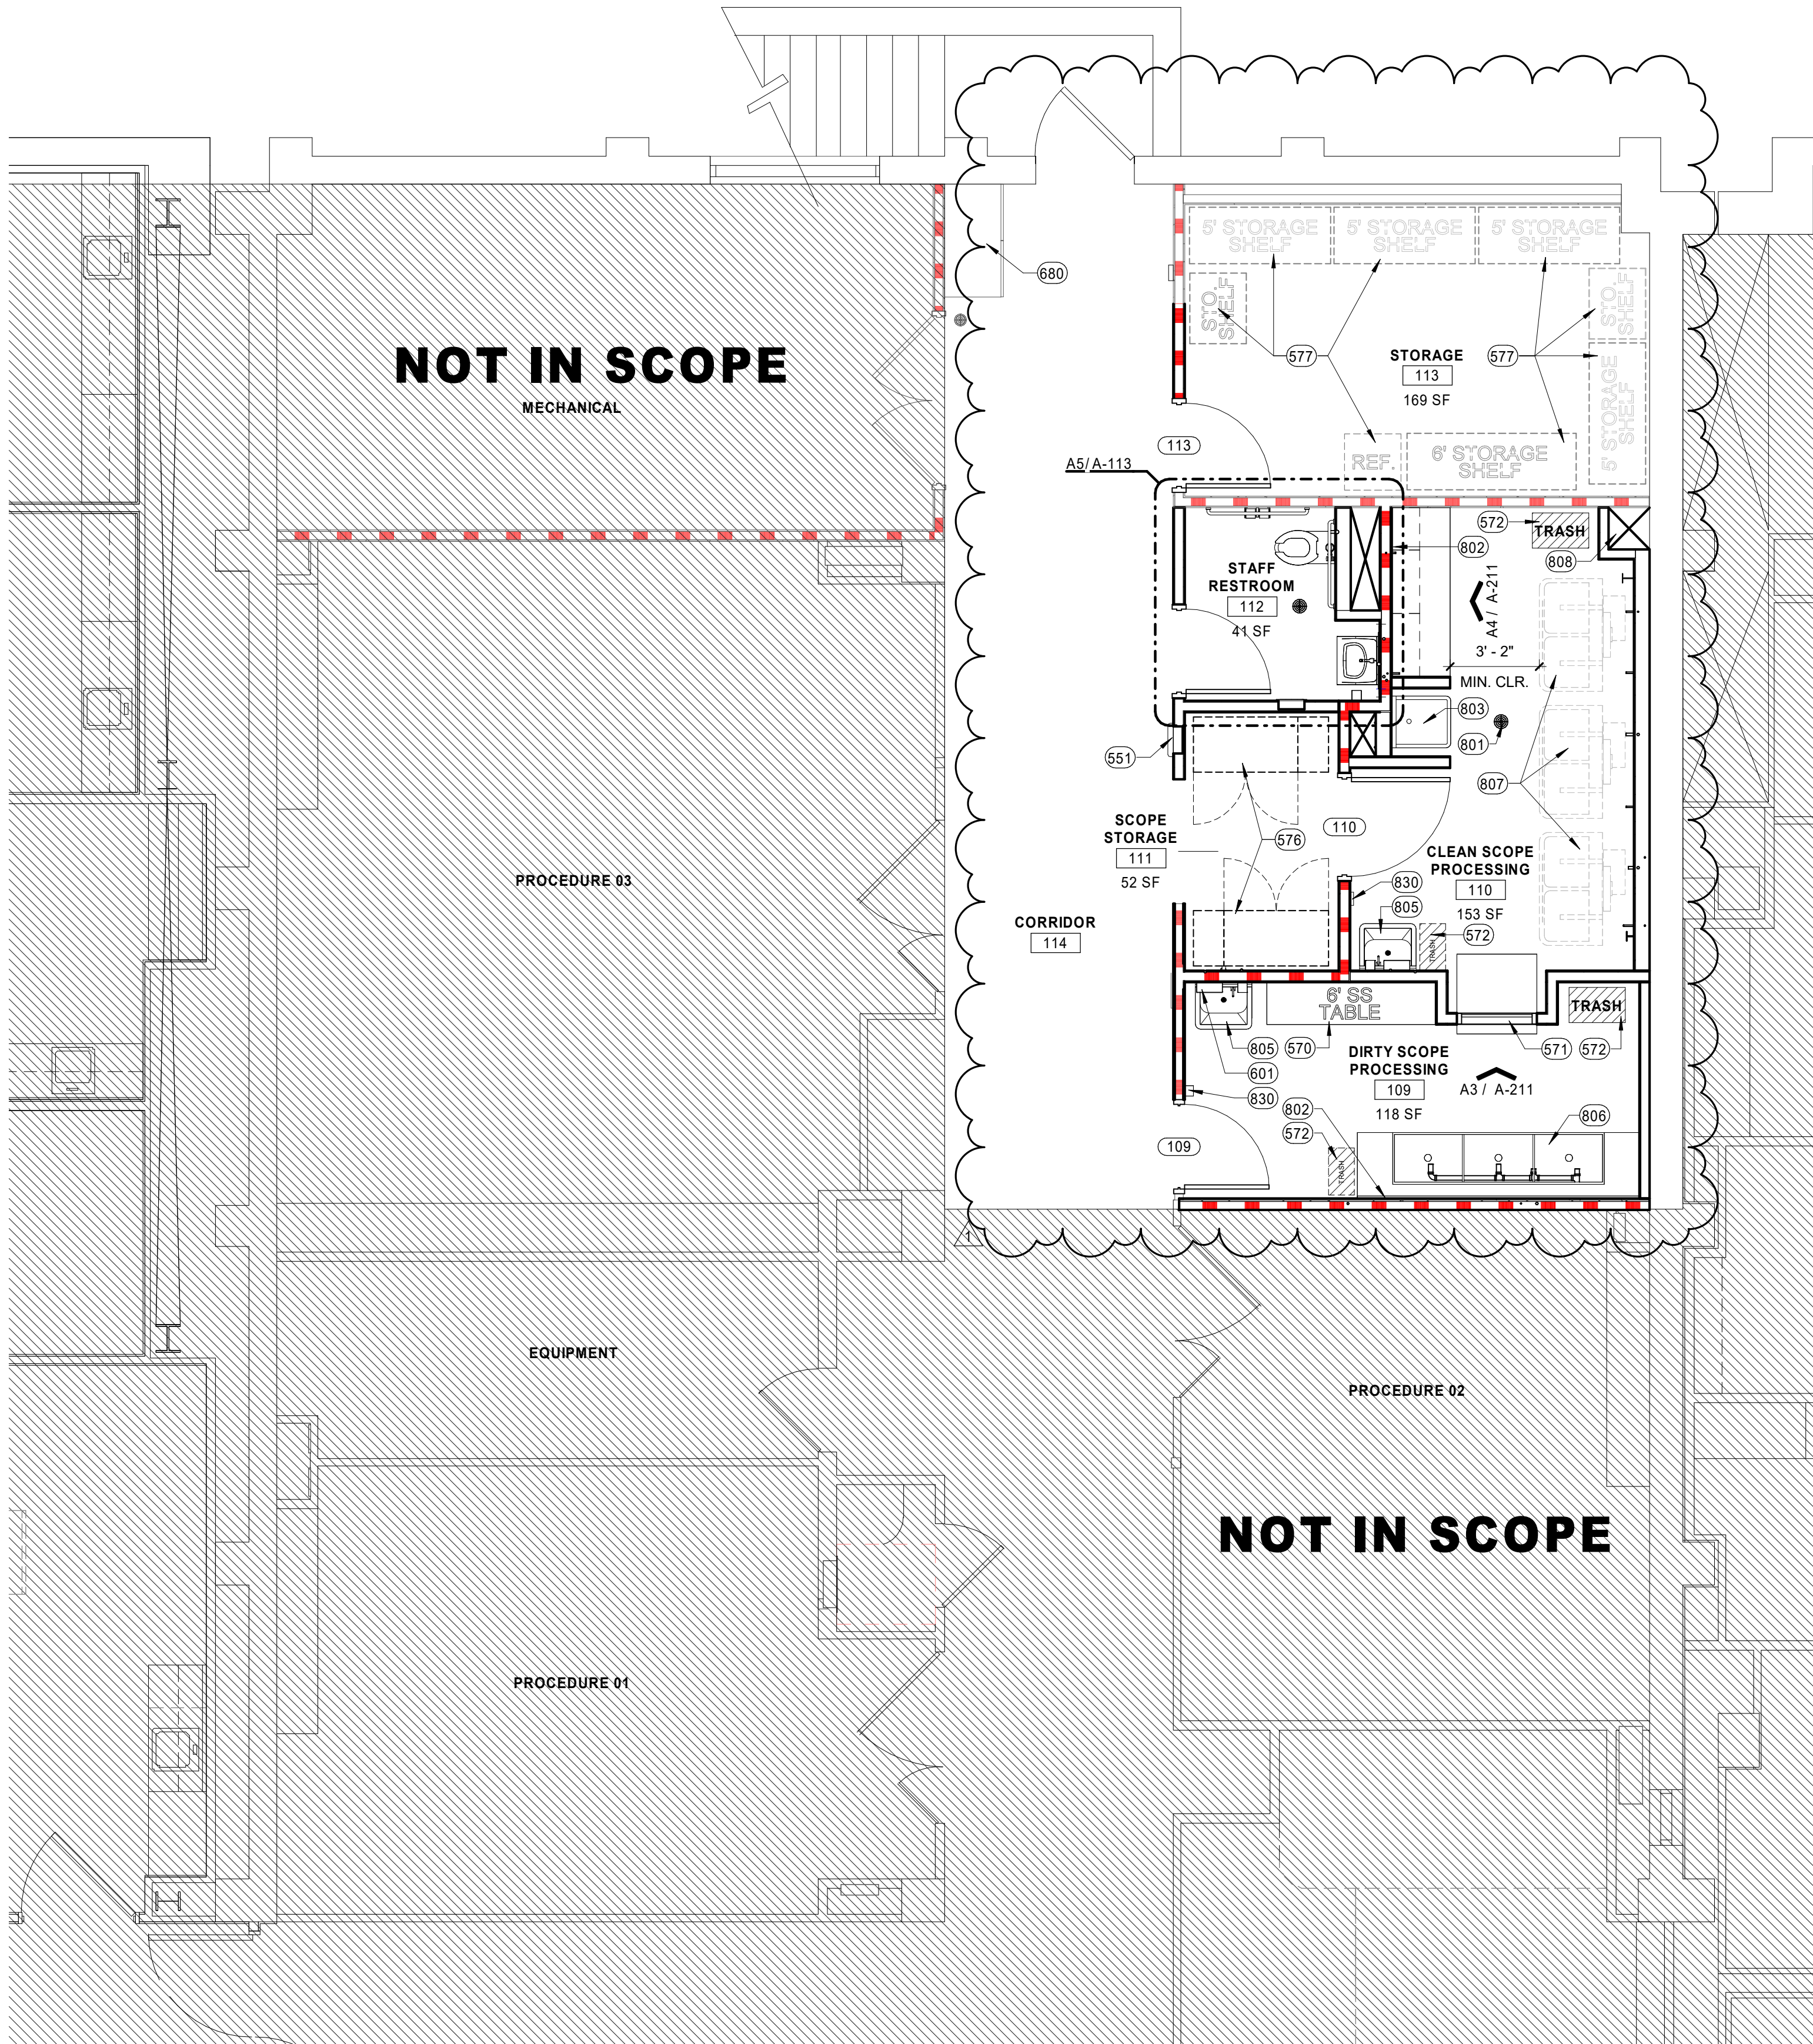 5' STORAGE
SHELF
5' STORAGE
SHELF
5' STORAGE
SHELF
680
STO.
SHELF
STO.
SHELF
NOT IN SCOPE
MECHANICAL
577
STORAGE
113
169 SF
577
5' STORAGE
SHELF
113
REF.
6' STORAGE
SHELF
A5/ A-113
572
TRASH
802
808
STAFF
RESTROOM
112
41 SF
A4 / A-211
3' - 2"
MIN. CLR.
803
801
551
807
SCOPE
STORAGE
111
52 SF
576
110
CLEAN SCOPE
PROCESSING
110
153 SF
PROCEDURE 03
830
805
572
TRASH
CORRIDOR
114
6' SS
TABLE
TRASH
805
570
571
572
DIRTY SCOPE
PROCESSING
109
118 SF
601
830
A3 / A-211
802
806
572
109
TRASH
1
EQUIPMENT
PROCEDURE 02
NOT IN SCOPE
PROCEDURE 01